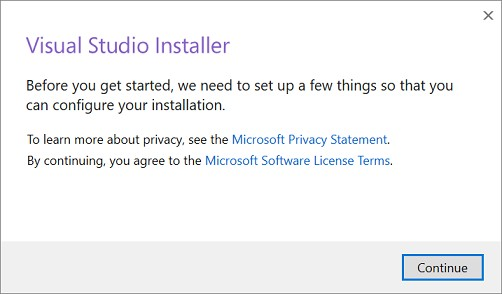 Visual Studio Installer
Before you get started, we need to set up a few things so that you
can configure your installation.
To learn more about privacy, see the Microsoft Privacy Statement.
By continuing, you agree to the Microsoft Software License Terms.
Continue